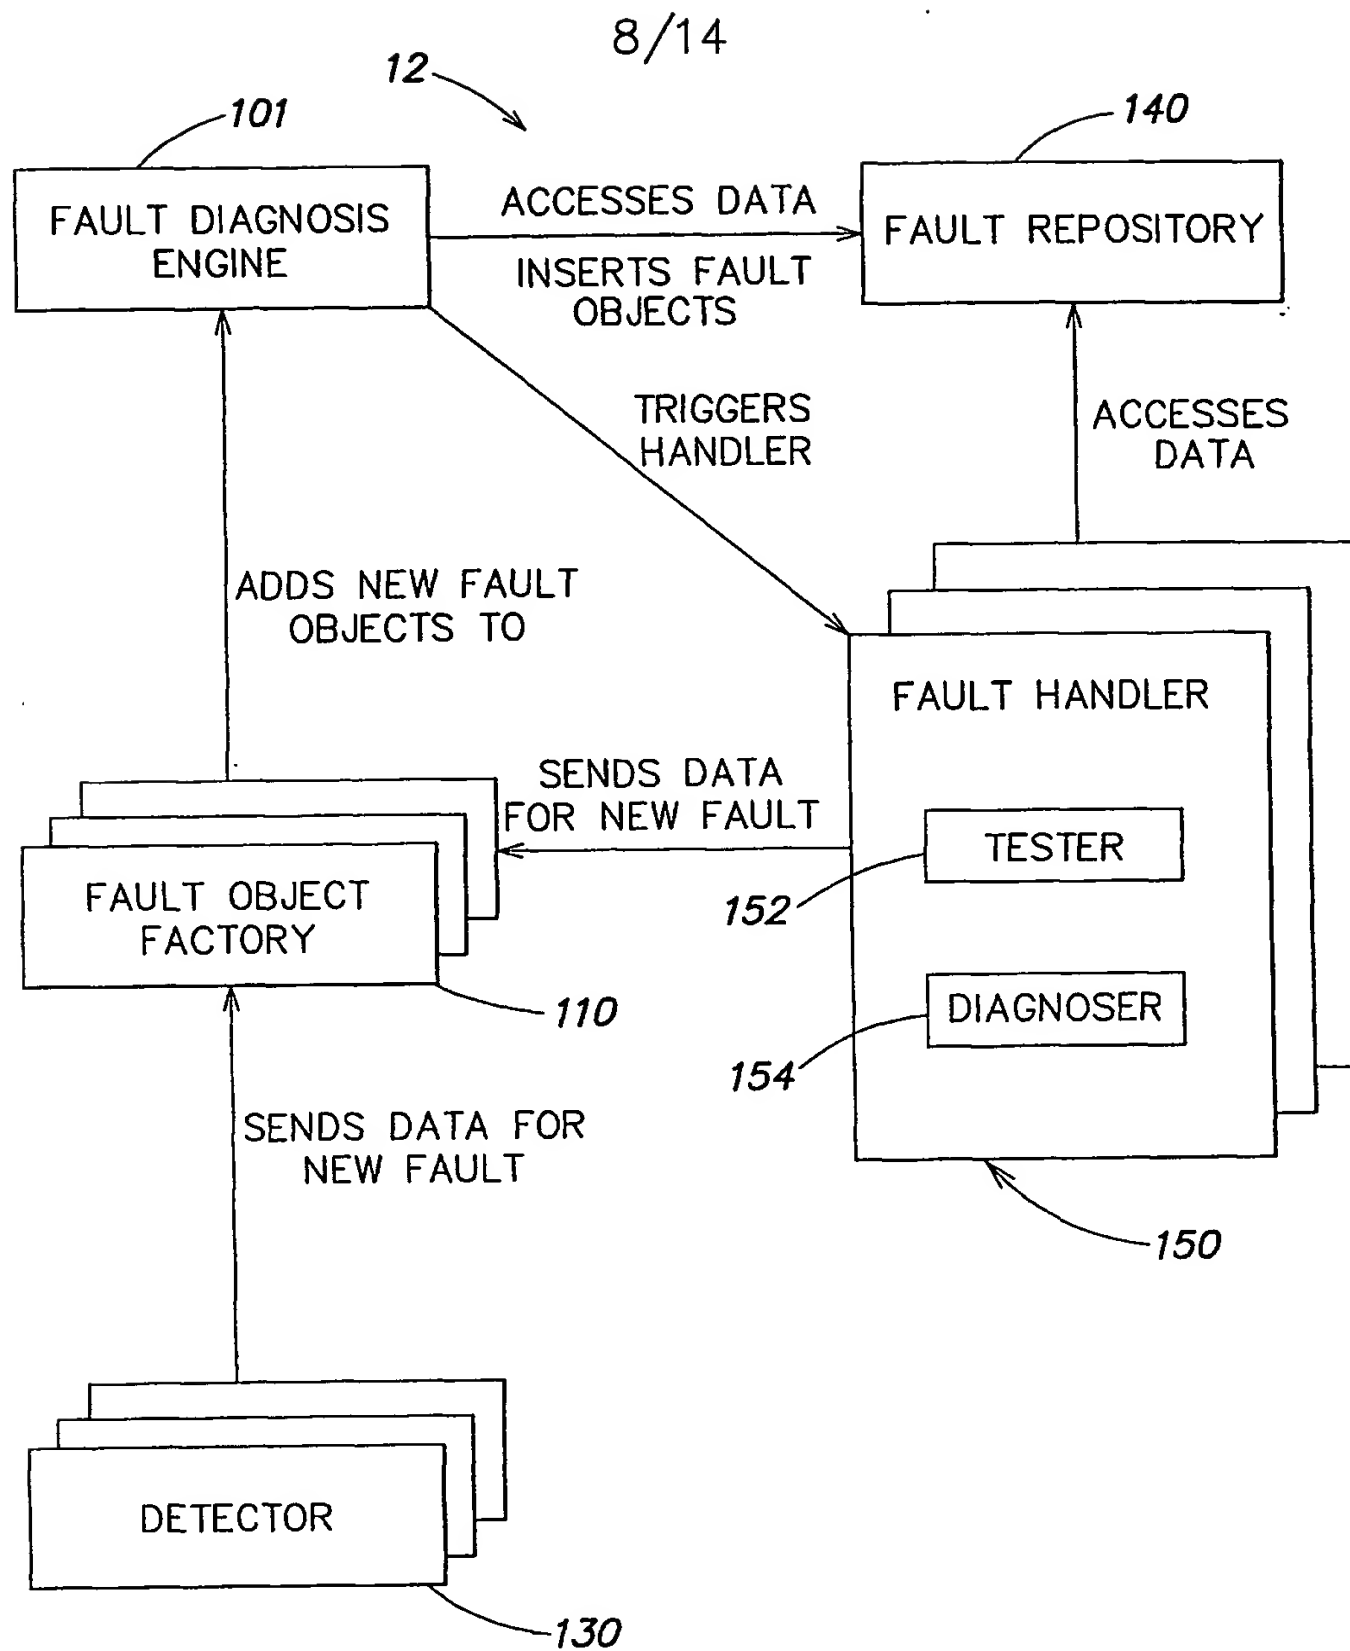 8/14
12
101
140
FAULT DIAGNOSIS
ENGINE
ACCESSES DATA
INSERTS FAULT
OBJECTS
FAULT REPOSITORY
TRIGGERS
HANDLER
ACCESSES
DATA
ADDS NEW FAULT
OBJECTS TO
FAULT HANDLER
SENDS DATA
FOR NEW FAULT
TESTER
152
FAULT OBJECT
FACTORY
110
DIAGNOSER
154
SENDS DATA FOR
NEW FAULT
150
DETECTOR
130